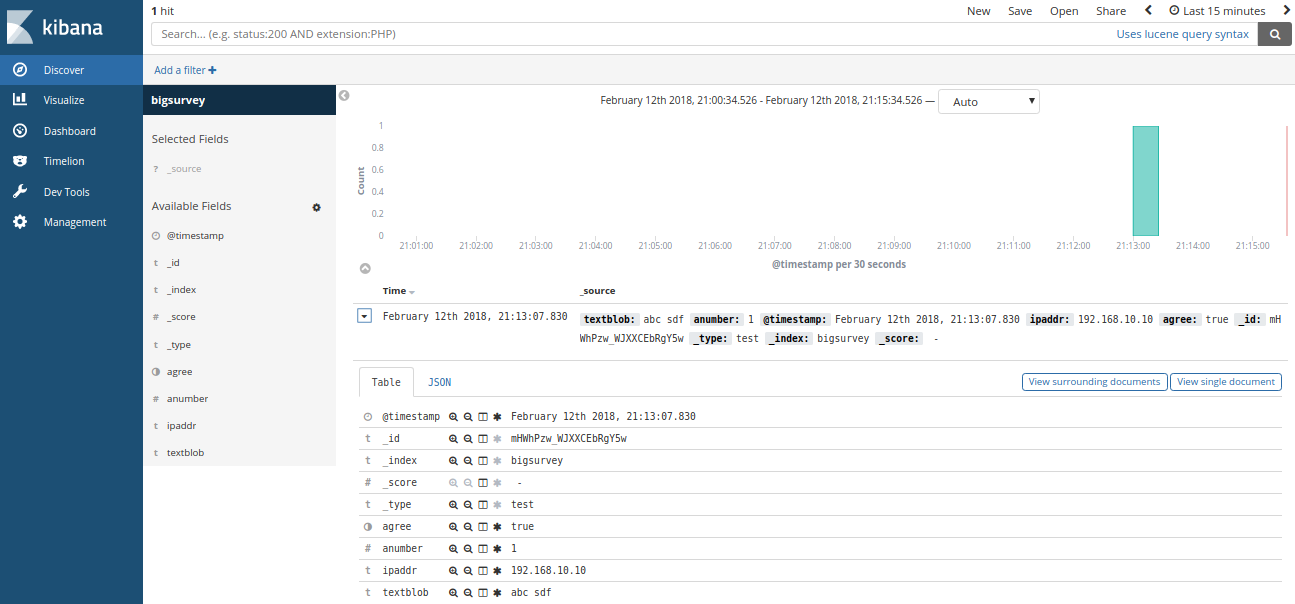 kibana
Discover
Visualize
Dashboard
Timelion
Dev Tools
Management
1 hit
New Save Open Share Last 15 minutes
Search... (e.g. status:200 AND extension:PHP) Uses lucene query syntax
Add a filter
bigsurvey
Selected Fields
? _source
Available Fields
@timestamp
t _id
t _index
# _score
t _type
agree
# anumber
t ipaddr
t textblob
February 12th 2018, 21:00:34.526 - February 12th 2018, 21:15:34.526 — Auto
Count
1
0.8
0.6
0.4
0.2
0
21:01:00 21:02:00 21:03:00 21:04:00 21:05:00 21:06:00 21:07:00 21:08:00 21:09:00 21:10:00 21:11:00 21:12:00 21:13:00 21:14:00 21:15:00
@timestamp per 30 seconds
Time _source
February 12th 2018, 21:13:07.830 textblob: abc sdf anumber: 1 @timestamp: February 12th 2018, 21:13:07.830 ipaddr: 192.168.10.10 agree: true _id: mH
WhPzw_WJXXCEbRgY5w _type: test _index: bigsurvey _score: -
Table JSON View surrounding documents View single document
@timestamp February 12th 2018, 21:13:07.830
t _id mHWhPzw_WJXXCEbRgY5w
t _index bigsurvey
# _score -
t _type test
agree true
# anumber 1
t ipaddr 192.168.10.10
t textblob abc sdf